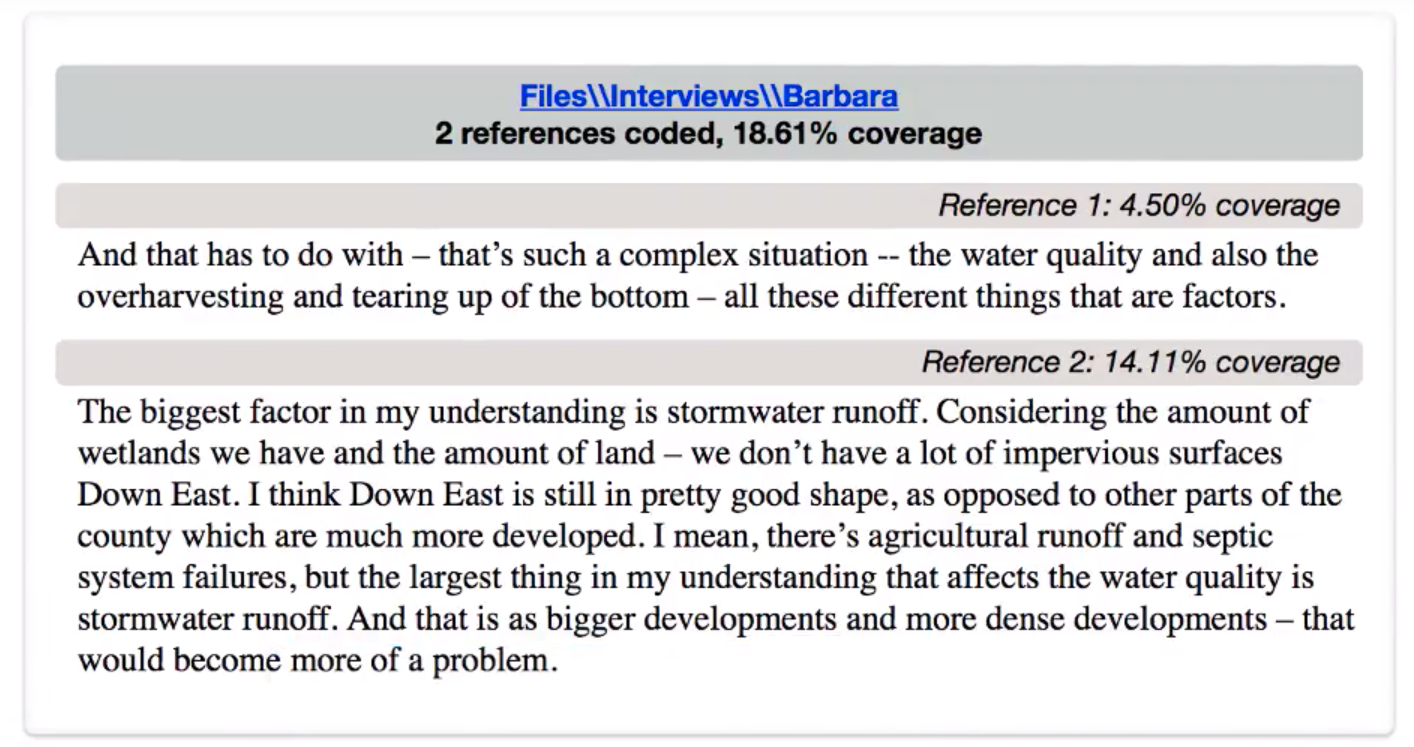 Files\\Interviews\\Barbara
2 references coded, 18.61% coverage
Reference 1: 4.50% coverage
And that has to do with – that’s such a complex situation -- the water quality and also the
overharvesting and tearing up of the bottom – all these different things that are factors.
Reference 2: 14.11% coverage
The biggest factor in my understanding is stormwater runoff. Considering the amount of
wetlands we have and the amount of land – we don’t have a lot of impervious surfaces
Down East. I think Down East is still in pretty good shape, as opposed to other parts of the
county which are much more developed. I mean, there’s agricultural runoff and septic
system failures, but the largest thing in my understanding that affects the water quality is
stormwater runoff. And that is as bigger developments and more dense developments – that
would become more of a problem.